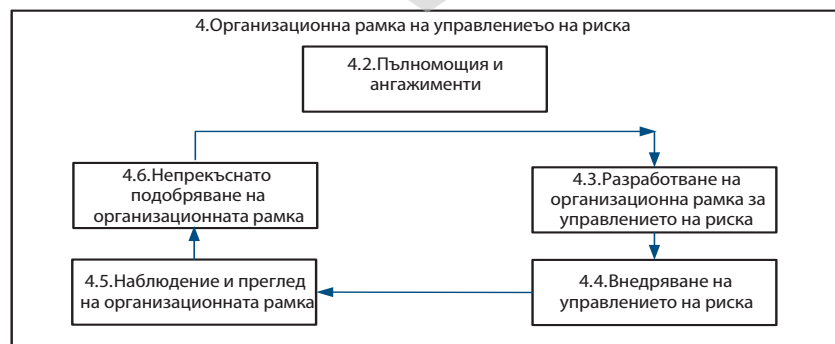 4.Организационна рамка на управлениеъо на риска
4.2.Пълномощия и
ангажименти
4.6.Непрекъснато
подобряване на
организационната рамка
4.3.Разработване на
организационна рамка за
управлението на риска
4.5.Наблюдение и преглед
на организационната рамка
4.4.Внедряване на
управлението на риска